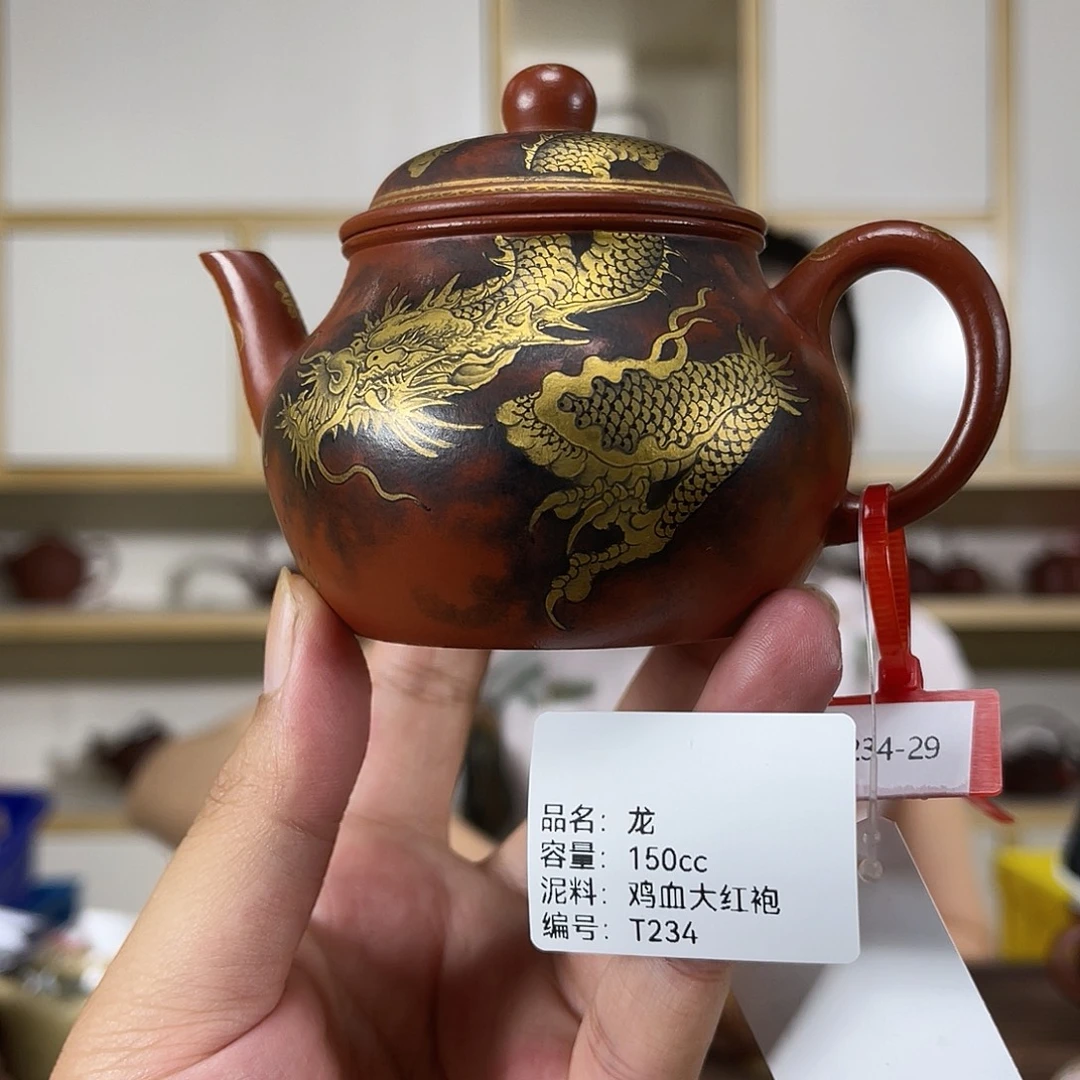 234-29
品名：龙
容量：150cc
泥料：鸡血大红袍
编号：T234